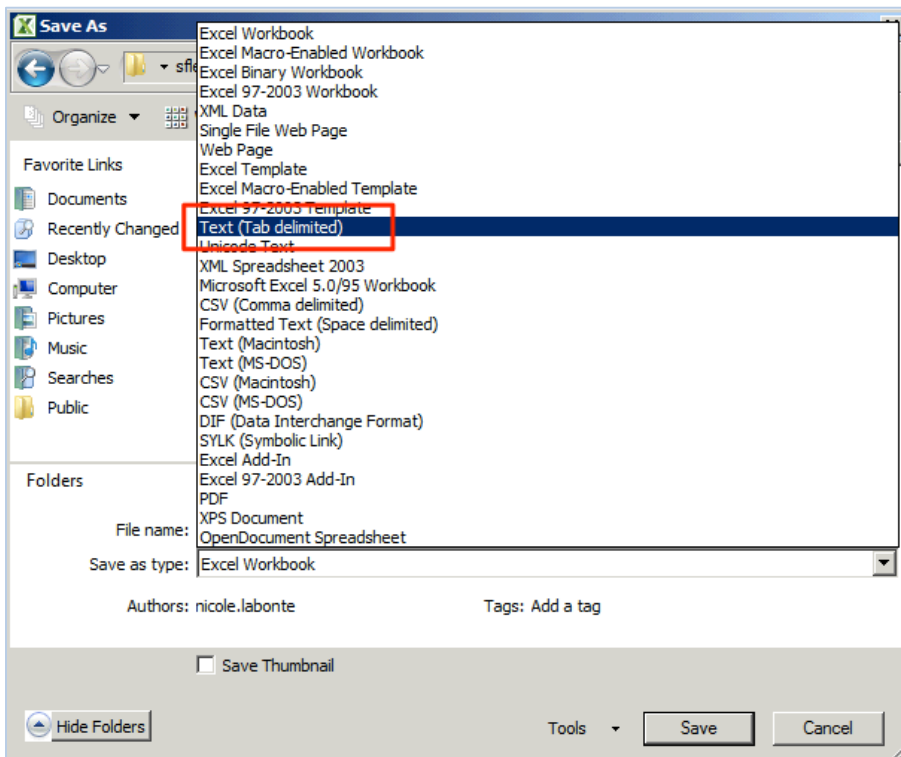 Save As
sfle
Organize
Favorite Links
Documents
Recently Changed
Desktop
Computer
Pictures
Music
Searches
Public
Folders
Excel Workbook
Excel Macro-Enabled Workbook
Excel Binary Workbook
Excel 97-2003 Workbook
XML Data
Single File Web Page
Web Page
Excel Template
Excel Macro-Enabled Template
Excel 97-2003 Template
Text (Tab delimited)
Unicode Text
XML Spreadsheet 2003
Microsoft Excel 5.0/95 Workbook
CSV (Comma delimited)
Formatted Text (Space delimited)
Text (Macintosh)
Text (MS-DOS)
CSV (Macintosh)
CSV (MS-DOS)
DIF (Data Interchange Format)
SYLK (Symbolic Link)
Excel Add-In
Excel 97-2003 Add-In
PDF
XPS Document
OpenDocument Spreadsheet
File name:
Save as type: Excel Workbook
Authors: nicole.labonte Tags: Add a tag
Save Thumbnail
Hide Folders Tools Save Cancel